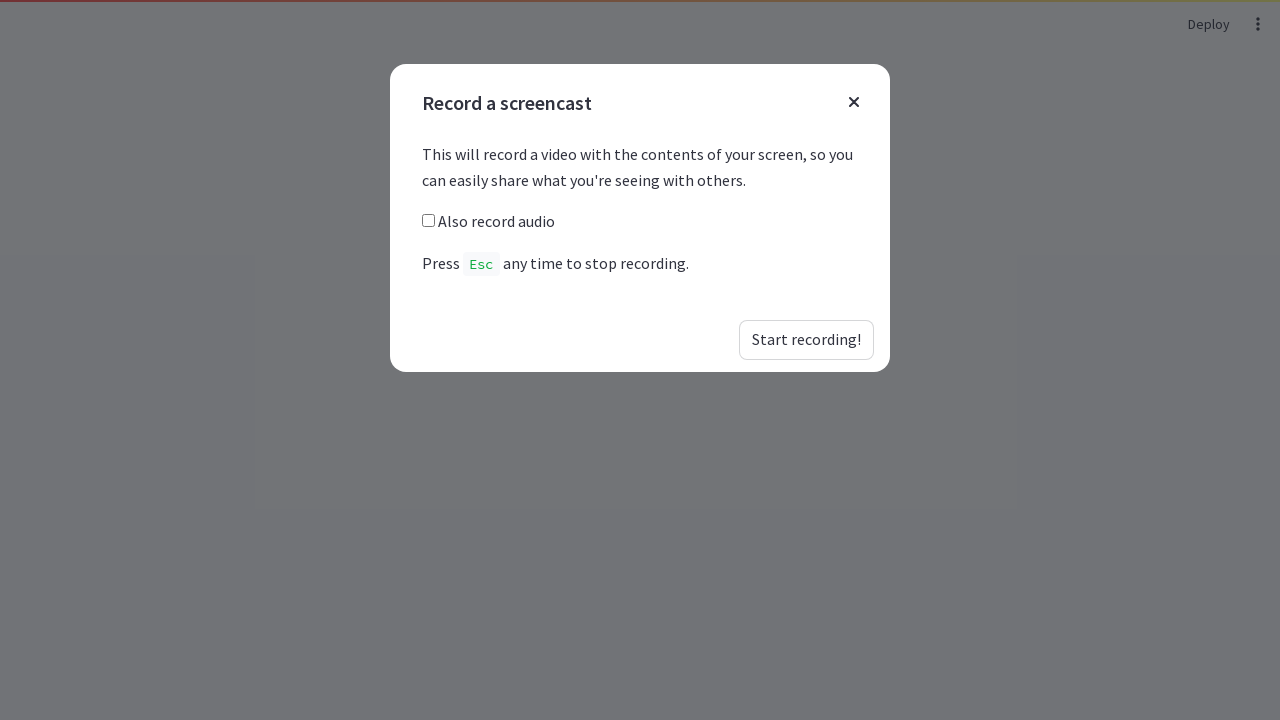 Deploy
Record a screencast
This will record a video with the contents of your screen, so you
can easily share what you're seeing with others.
Also record audio
Press Esc any time to stop recording.
Start recording!